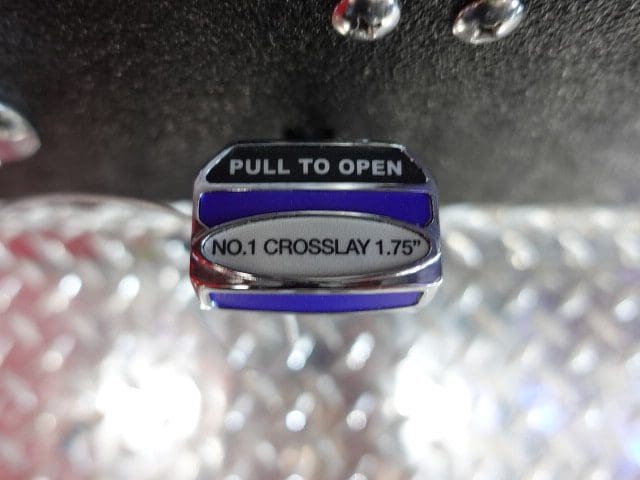 PULL TO OPEN
NO.1 CROSSLAY 1.75"